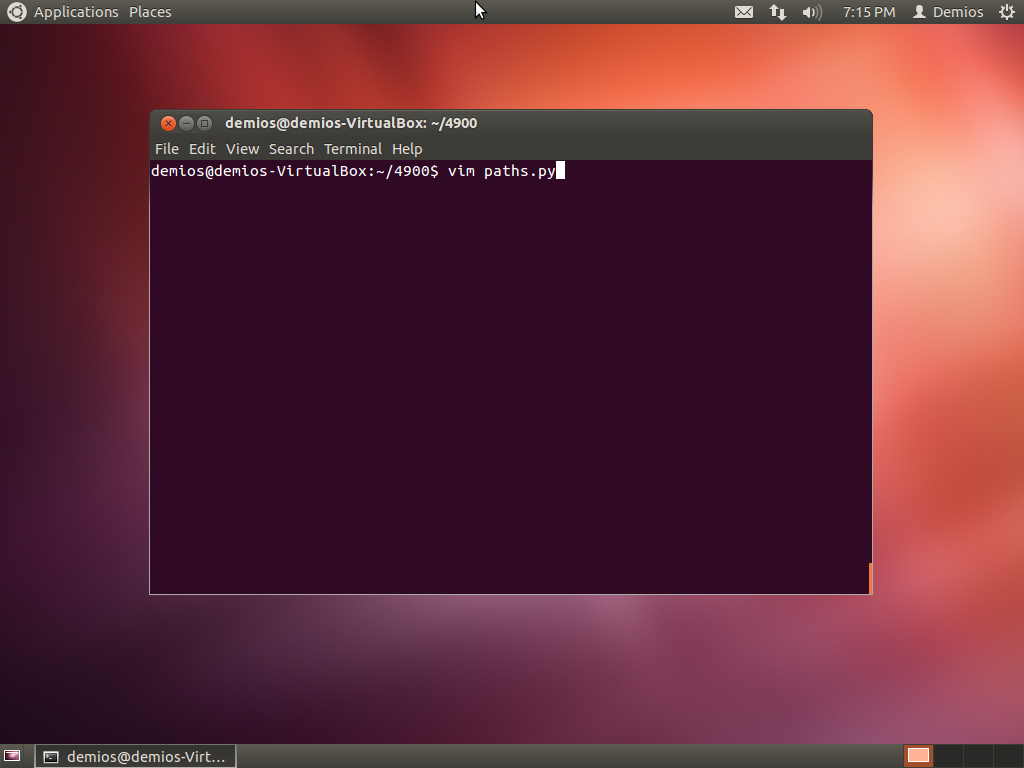 Applications Places 7:15 PM Demios
demios@demios-VirtualBox: ~/4900
File Edit View Search Terminal Help
demios@demios-VirtualBox:~/4900$ vim paths.py
demios@demios-Virt...